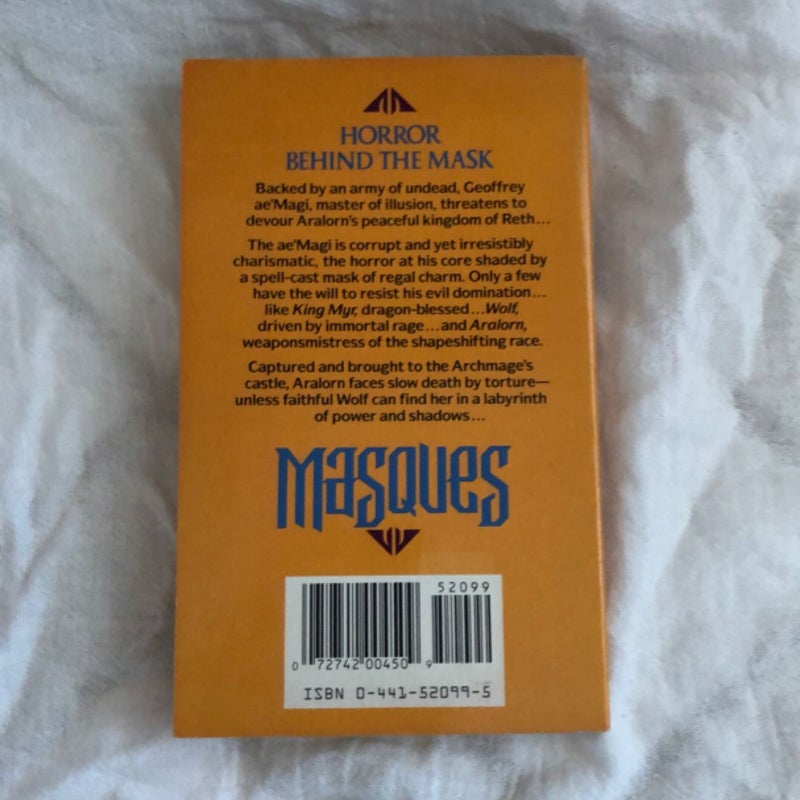 HORROR
BEHIND THE MASK
Backed by an army of undead, Geoffrey
ae'Magi, master of illusion, threatens to
devour Aralorn's peaceful kingdom of Reth...
The ae'Magi is corrupt and yet irresistibly
charismatic, the horror at his core shaded by
a spell-cast mask of regal charm. Only a few
have the will to resist his evil domination...
like King Myr, dragon-blessed...Wolf,
driven by immortal rage...and Aralorn,
weaponsmistress of the shapeshifting race.
Captured and brought to the Archmage's
castle, Aralorn faces slow death by torture—
unless faithful Wolf can find her in a labyrinth
of power and shadows...
Masques
52099
0 72742 00450 9
ISBN 0-441-52099-5